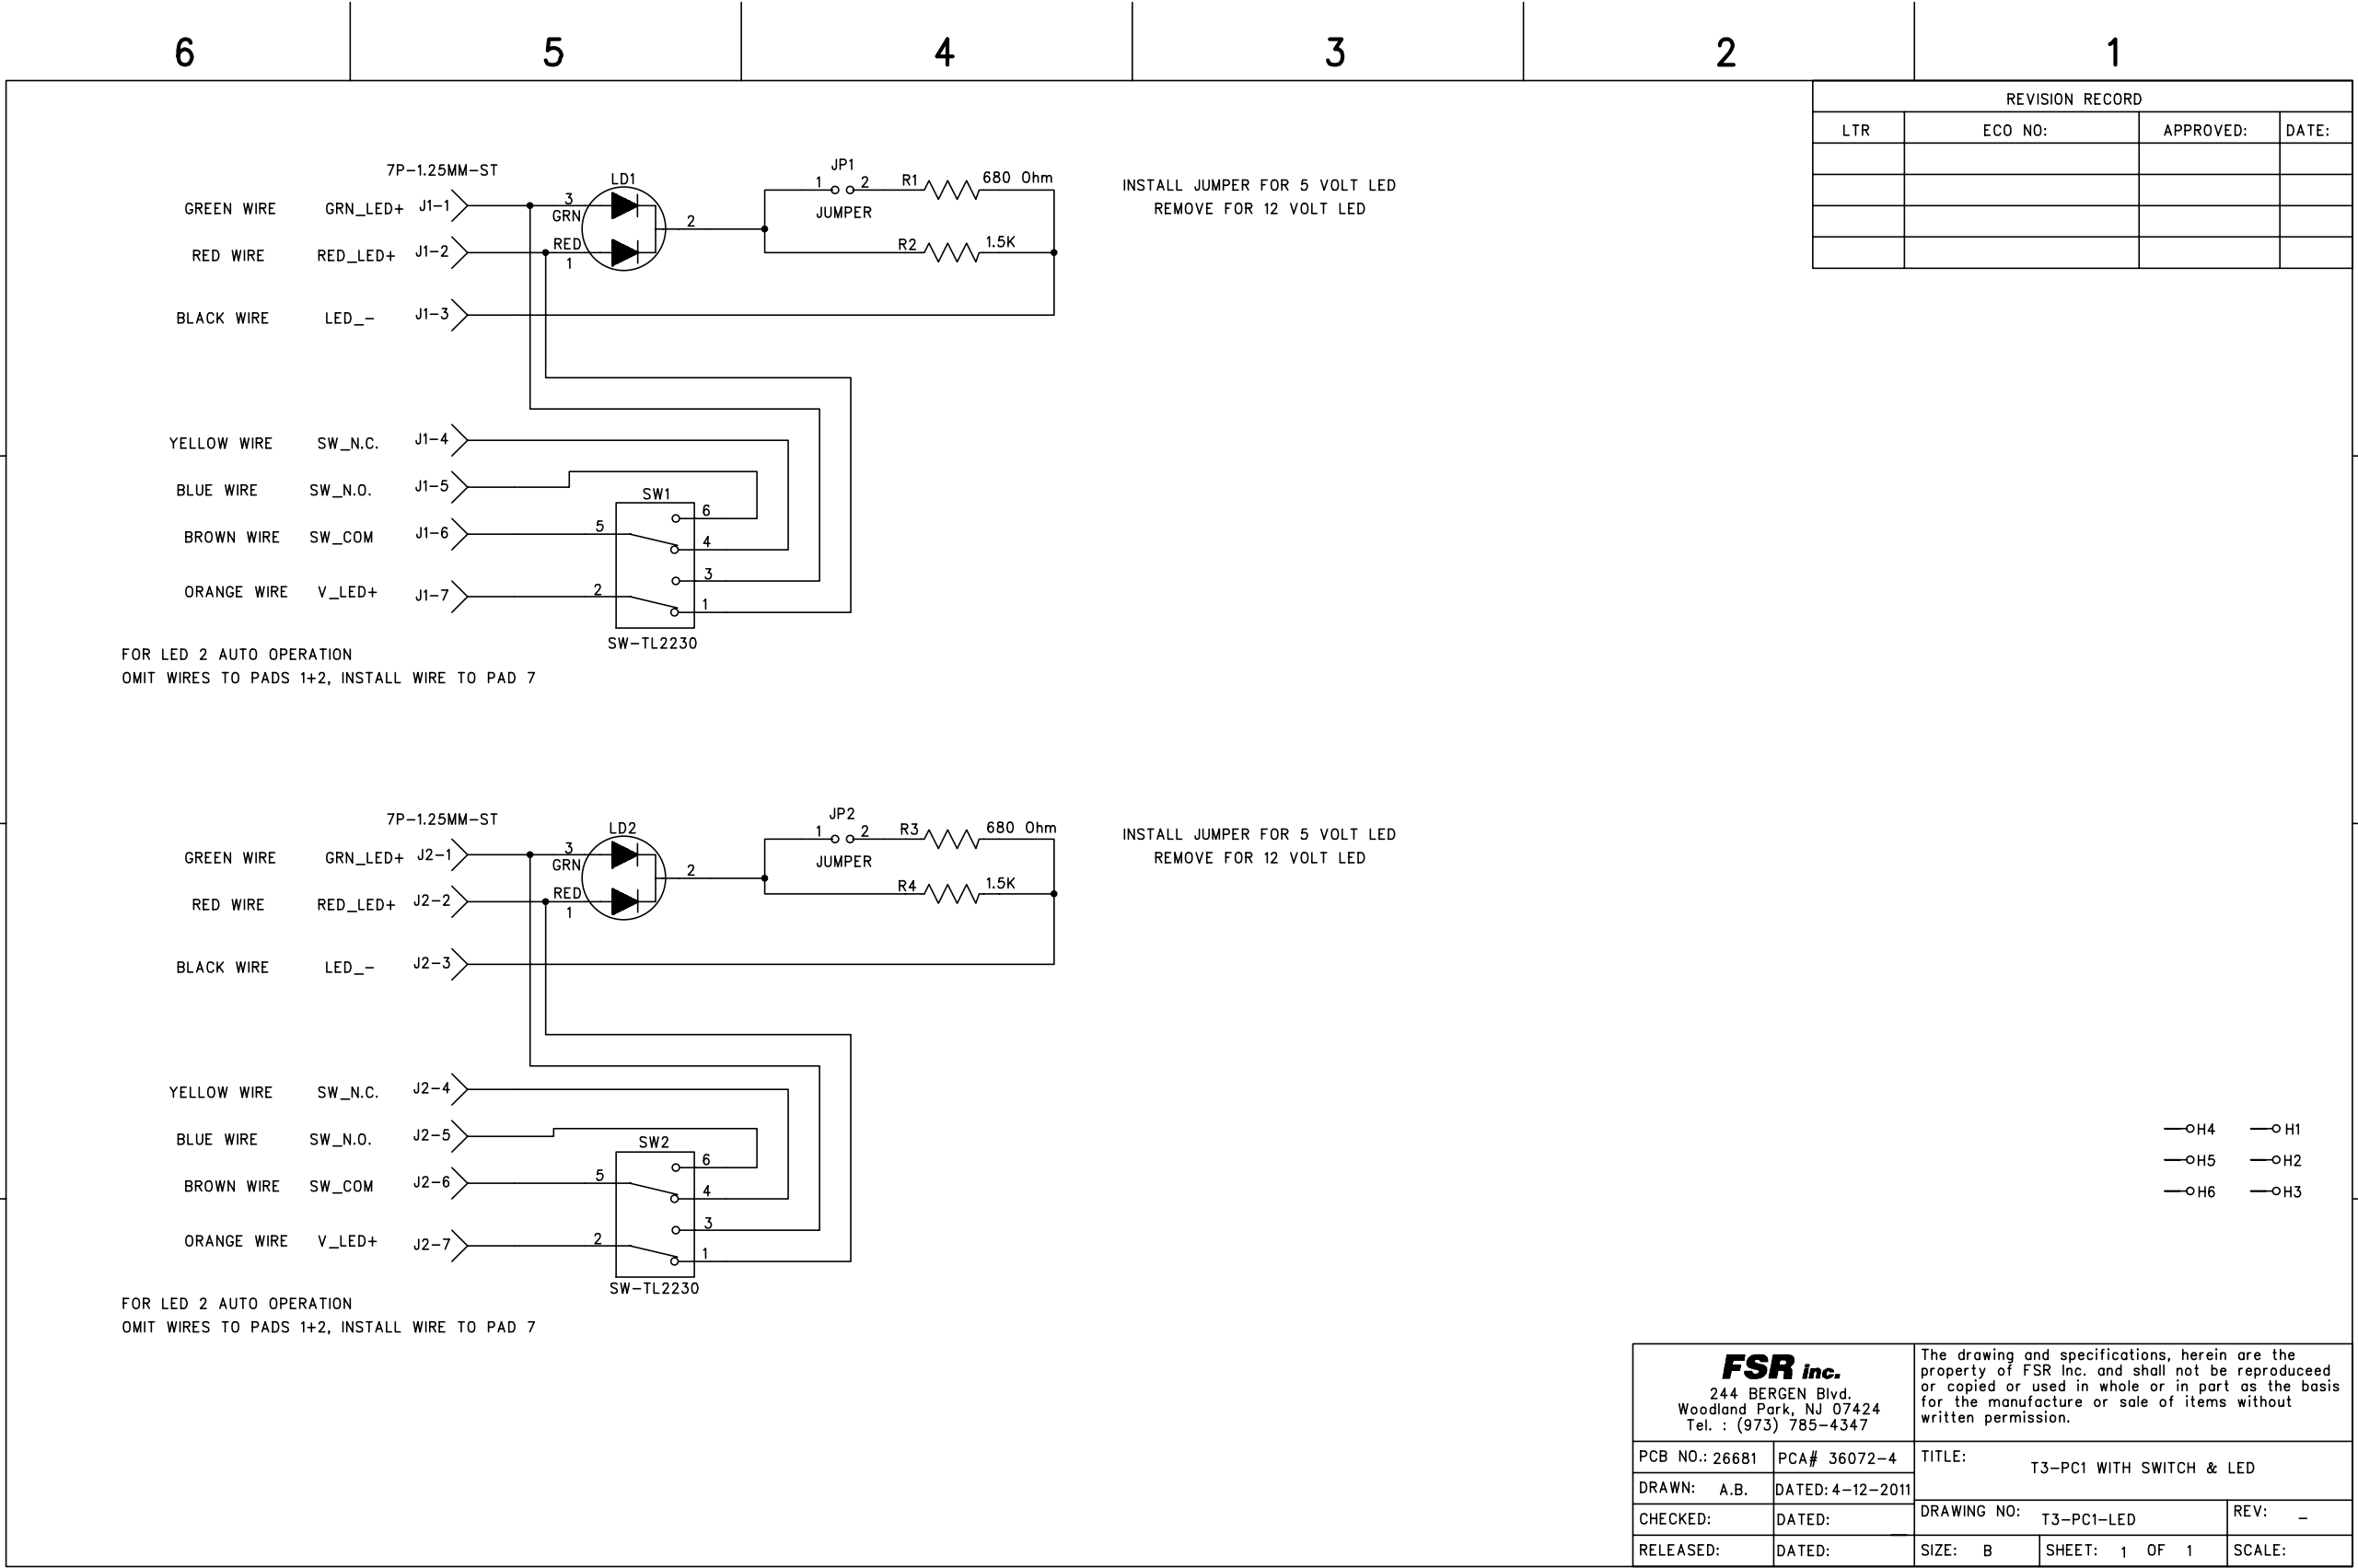 6 5 4 3 2 1
REVISION RECORD
LTR ECO NO: APPROVED: DATE:
7P-1.25MM-ST
GREEN WIRE GRN_LED+ J1-1
RED WIRE RED_LED+ J1-2
BLACK WIRE LED_- J1-3
LD1
3
GRN
RED
1
2
JP1
1 2
JUMPER
R1 680 Ohm
R2 1.5K
INSTALL JUMPER FOR 5 VOLT LED
REMOVE FOR 12 VOLT LED
YELLOW WIRE SW_N.C. J1-4
BLUE WIRE SW_N.O. J1-5
BROWN WIRE SW_COM J1-6
ORANGE WIRE V_LED+ J1-7
SW1
5
2
6
4
3
1
SW-TL2230
FOR LED 2 AUTO OPERATION
OMIT WIRES TO PADS 1+2, INSTALL WIRE TO PAD 7
7P-1.25MM-ST
GREEN WIRE GRN_LED+ J2-1
RED WIRE RED_LED+ J2-2
BLACK WIRE LED_- J2-3
LD2
3
GRN
RED
1
2
JP2
1 2
JUMPER
R3 680 Ohm
R4 1.5K
INSTALL JUMPER FOR 5 VOLT LED
REMOVE FOR 12 VOLT LED
YELLOW WIRE SW_N.C. J2-4
BLUE WIRE SW_N.O. J2-5
BROWN WIRE SW_COM J2-6
ORANGE WIRE V_LED+ J2-7
SW2
5
2
6
4
3
1
SW-TL2230
FOR LED 2 AUTO OPERATION
OMIT WIRES TO PADS 1+2, INSTALL WIRE TO PAD 7
H4 H1
H5 H2
H6 H3
FSR inc.
244 BERGEN Blvd.
Woodland Park, NJ 07424
Tel. : (973) 785-4347
The drawing and specifications, herein are the
property of FSR Inc. and shall not be reproduceed
or copied or used in whole or in part as the basis
for the manufacture or sale of items without
written permission.
PCB NO.: 26681 PCA# 36072-4
DRAWN: A.B. DATED: 4-12-2011
CHECKED: DATED:
RELEASED: DATED:
TITLE: T3-PC1 WITH SWITCH & LED
DRAWING NO: T3-PC1-LED REV: -
SIZE: B SHEET: 1 OF 1 SCALE: